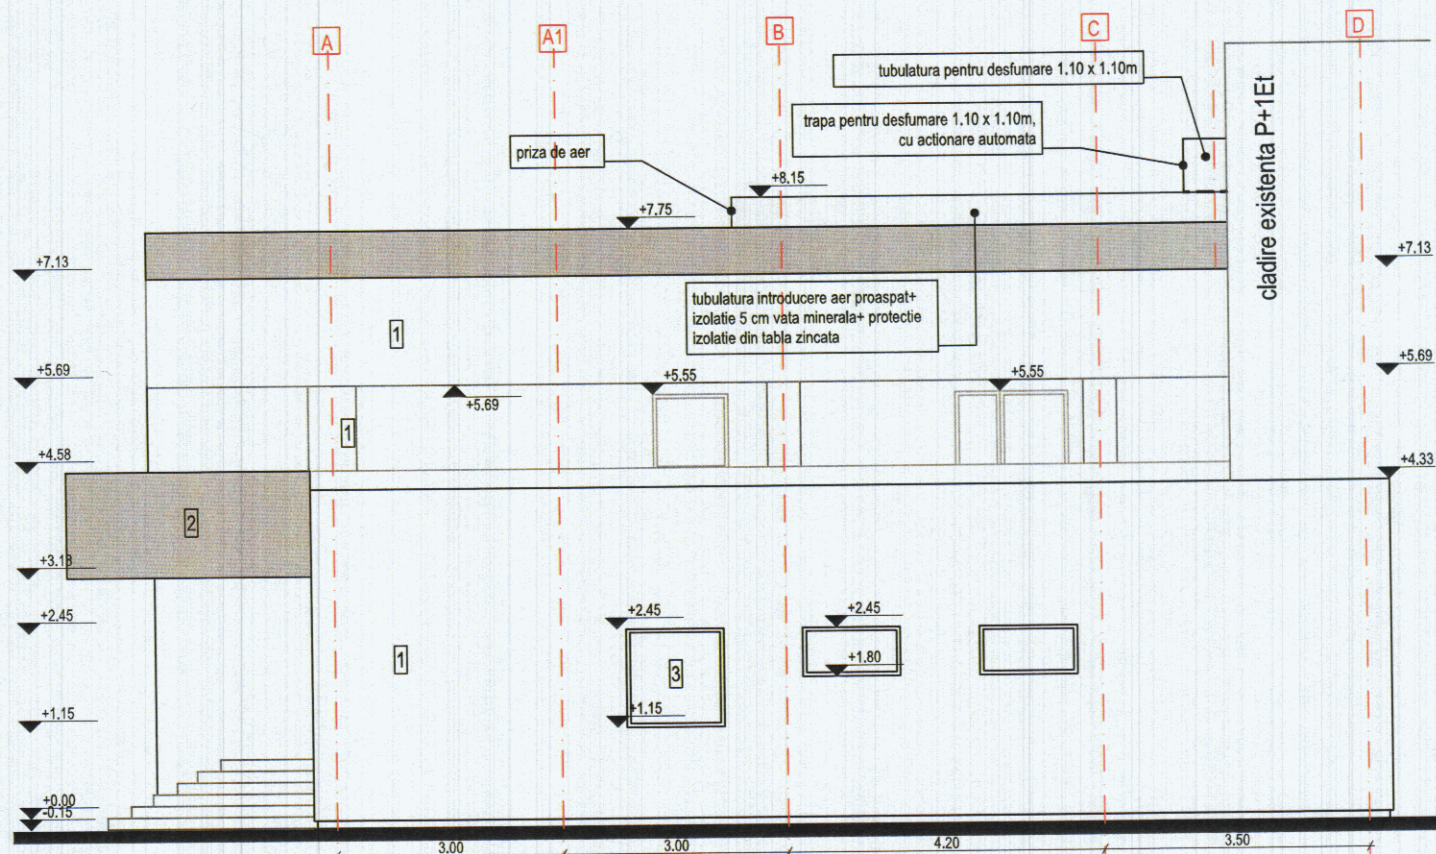 A
A1
B
C
D
tubulatura pentru desfumare 1.10 x 1.10m
trapa pentru desfumare 1.10 x 1.10m,
cu actionare automata
cladire existenta P+1Et
priza de aer
+8.15
+7.75
+7.13
+7.13
tubulatura introducere aer proaspat+
izolatie 5 cm vata minerala+ protectie
izolatie din tabla zincata
1
+5.69
+5.69
+5.55
+5.55
+5.69
1
+4.58
+4.33
2
+3.18
+2.45
+2.45
+2.45
1
3
+1.80
+1.15
+1.15
+0.00
-0.15
3.00
3.00
4.20
3.50